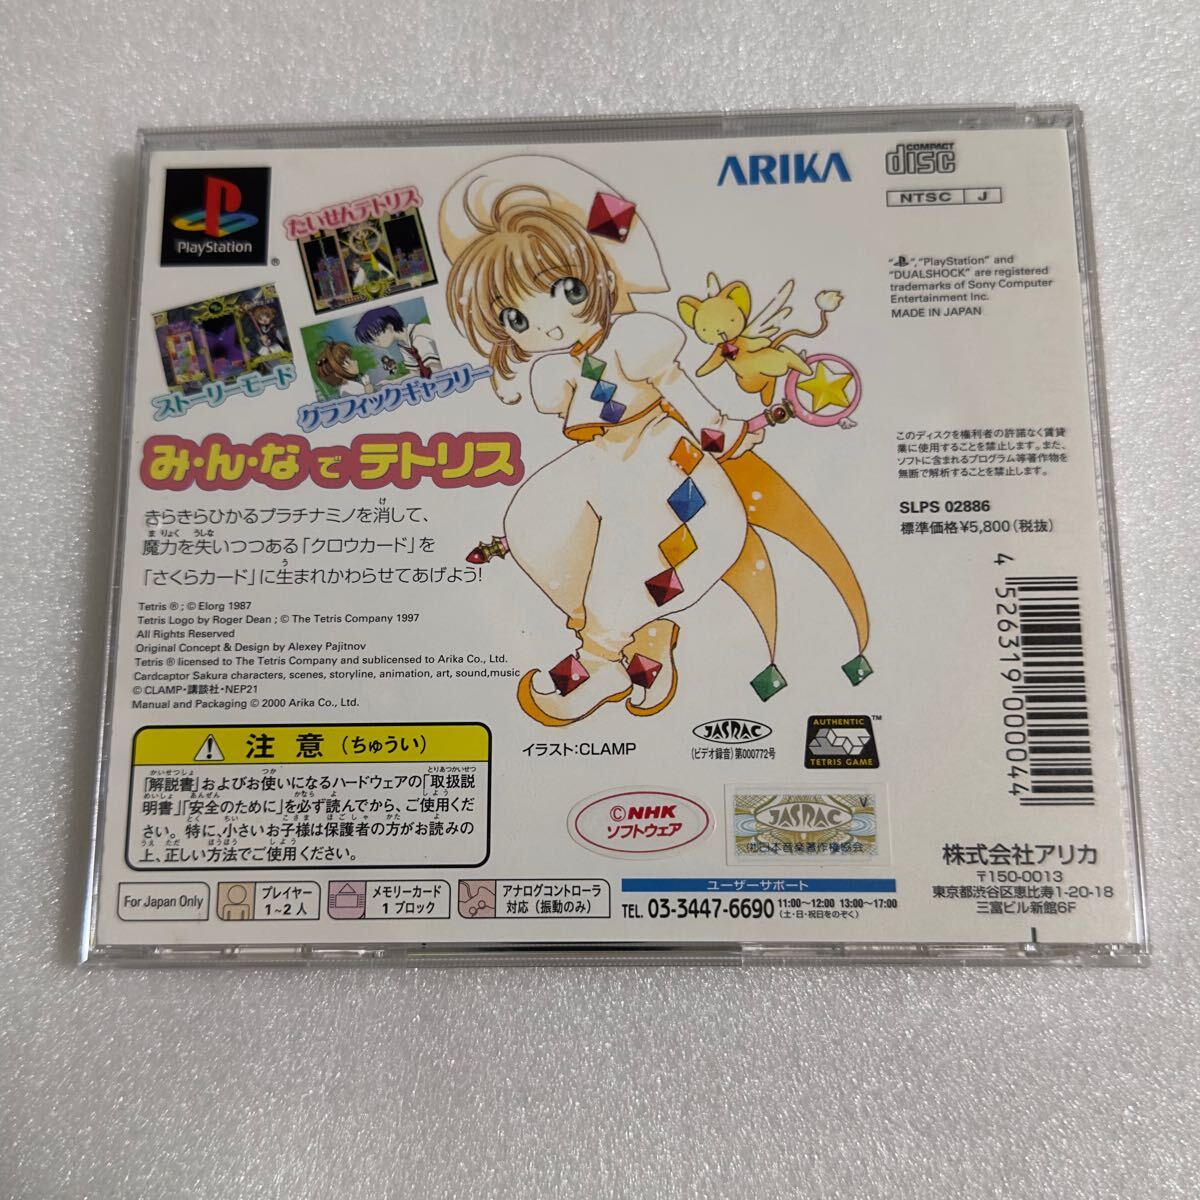 PlayStation
®
たいせんテトリス
ストーリーモード
グラフィックギャラリー
ARIKA
COMPACT
disc
NTSC J
" ","PlayStation" and
"DUALSHOCK" are registered
trademarks of Sony Computer
Entertainment Inc.
MADE IN JAPAN
み・ん・な で テトリス
きらきらひかるプラチナミノを消して、
魔力を失いつつある「クロウカード」を
「さくらカード」に生まれかわらせてあげよう!
このディスクを権利者の許諾なく賃貸
業に使用することを禁止します。また、
ソフトに含まれるプログラム等著作物を
無断で解析することを禁止します。
SLPS 02886
標準価格¥5,800(税抜)
4 526319 000044
Tetris ® ; © Elorg 1987
Tetris Logo by Roger Dean ; © The Tetris Company 1997
All Rights Reserved
Original Concept & Design by Alexey Pajitnov
Tetris ® licensed to The Tetris Company and sublicensed to Arika Co., Ltd.
Cardcaptor Sakura characters, scenes, storyline, animation, art, sound,music
© CLAMP・講談社・NEP21
Manual and Packaging © 2000 Arika Co., Ltd.
イラスト:CLAMP
JASRAC
(ビデオ録音)第000772号
AUTHENTIC
TETRIS GAME
TM
注 意 (ちゅうい)
「解説書」およびお使いになるハードウェアの「取扱説
明書」「安全のために」を必ず読んでから、ご使用くだ
さい。特に、小さいお子様は保護者の方がお読みの
上、正しい方法でご使用ください。
©NHK
ソフトウェア
V
JASRAC
(社)日本音楽著作権協会
株式会社アリカ
〒150-0013
東京都渋谷区恵比寿1-20-18
三富ビル新館6F
For Japan Only
プレイヤー
1~2 人
メモリーカード
1 ブロック
アナログコントローラ
対応(振動のみ)
ユーザーサポート
TEL. 03-3447-6690 11:00~12:00 13:00~17:00
(土・日・祝日をのぞく)